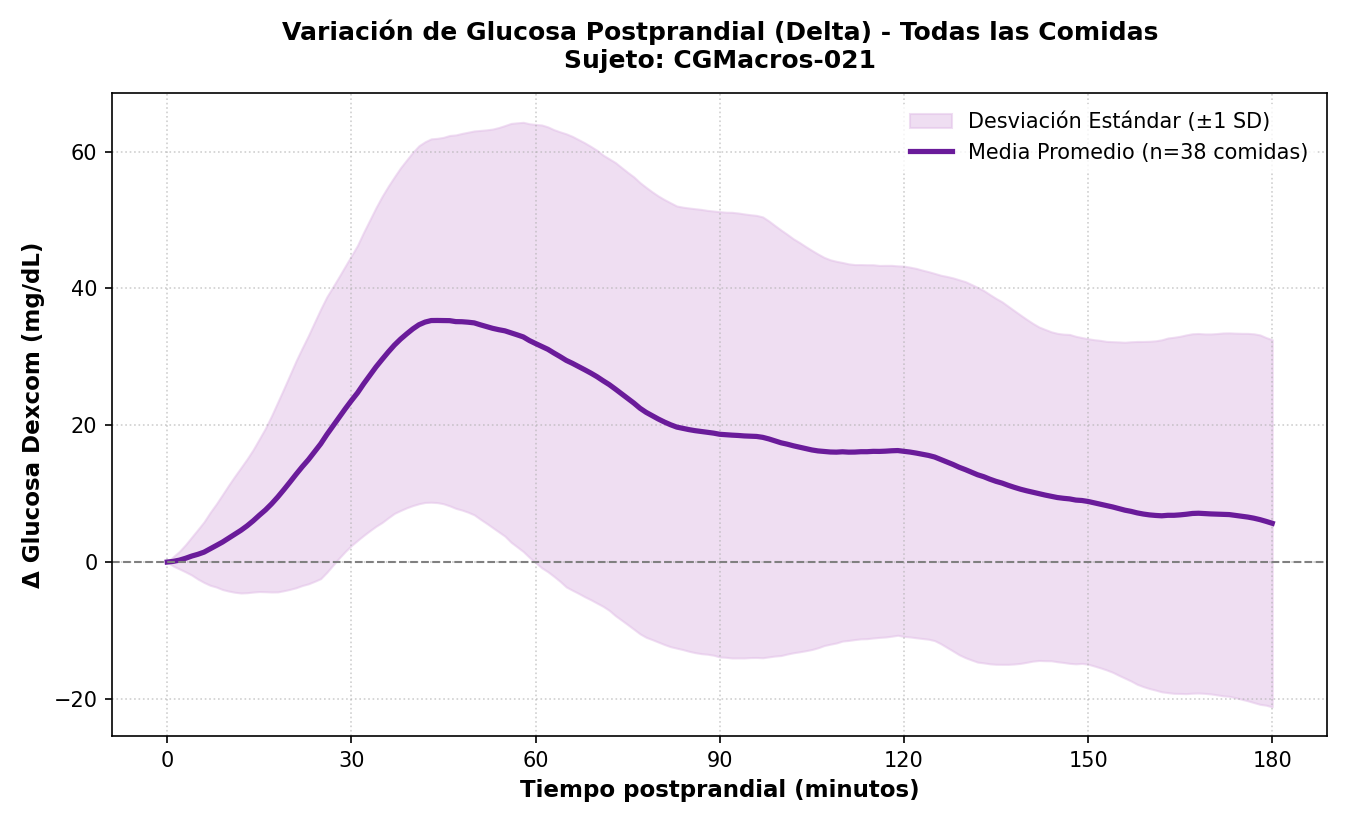 Variación de Glucosa Postprandial (Delta) - Todas las Comidas
Sujeto: CGMacros-021
Desviación Estándar (±1 SD)
Media Promedio (n=38 comidas)
Δ Glucosa Dexcom (mg/dL)
60
40
20
0
−20
0 30 60 90 120 150 180
Tiempo postprandial (minutos)